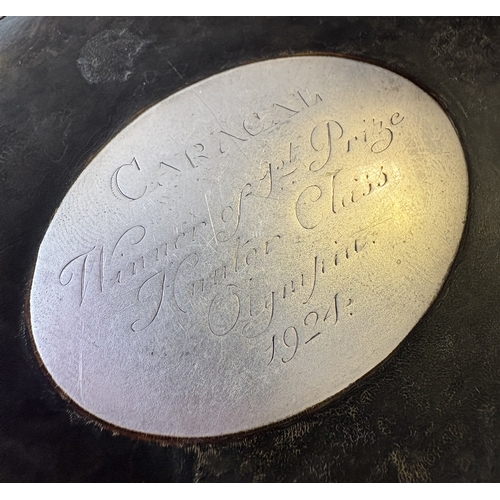 CARACAL
Winner of 1st Prize
Hunter Class
Olympia.
1924.